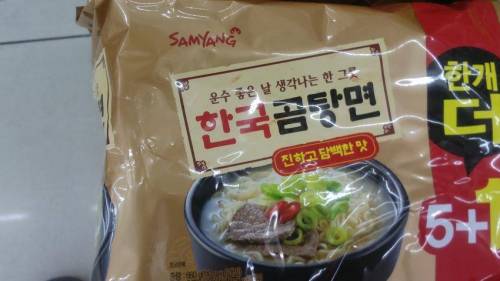 SAMYANG
운수 좋은 날 생각나는 한 그릇
한국곰탕면
진하고 담백한 맛
한개
더
5+